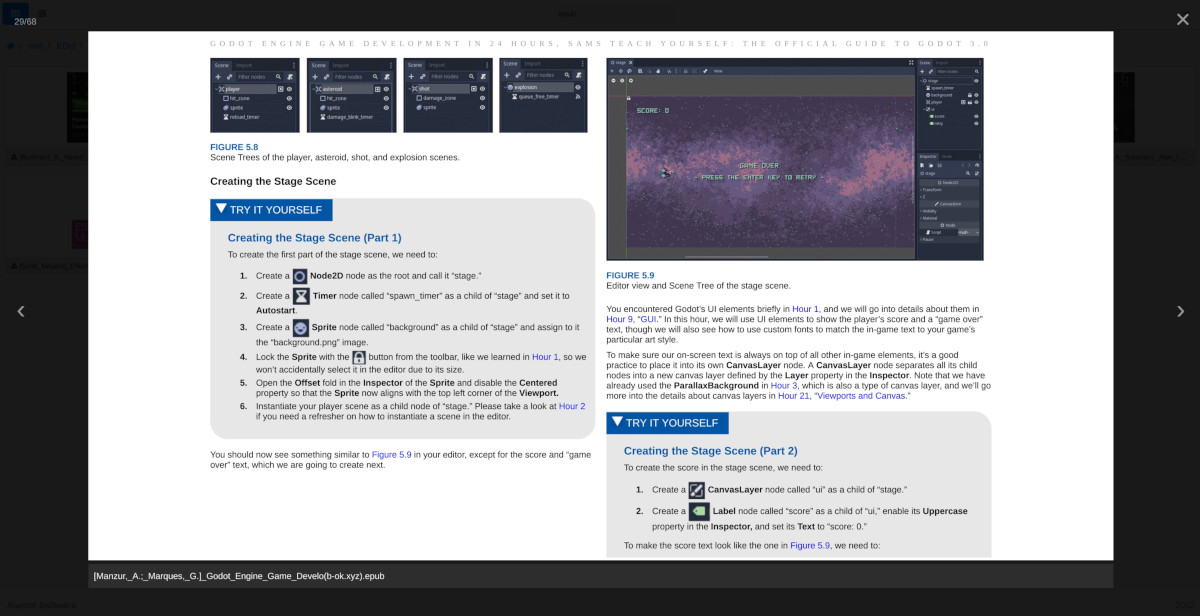 29/68
GODOT ENGINE GAME DEVELOPMENT IN 24 HOURS, SAMS TEACH YOURSELF: THE OFFICIAL GUIDE TO GODOT 3.0
Scene Import
Filter nodes
player
hit_zone
sprite
reload_timer
Scene Import
Filter nodes
asteroid
hit_zone
sprite
damage_blink_timer
Scene Import
Filter nodes
shot
damage_zone
sprite
Scene Import
Filter nodes
explosion
queue_free_timer
FIGURE 5.8
Scene Trees of the player, asteroid, shot, and explosion scenes.
Creating the Stage Scene
TRY IT YOURSELF
Creating the Stage Scene (Part 1)
To create the first part of the stage scene, we need to:
1. Create a Node2D node as the root and call it “stage.”
2. Create a Timer node called “spawn_timer” as a child of “stage” and set it to
Autostart.
3. Create a Sprite node called “background” as a child of “stage” and assign to it
the “background.png” image.
4. Lock the Sprite with the button from the toolbar, like we learned in Hour 1, so we
won’t accidentally select it in the editor due to its size.
5. Open the Offset fold in the Inspector of the Sprite and disable the Centered
property so that the Sprite now aligns with the top left corner of the Viewport.
6. Instantiate your player scene as a child node of “stage.” Please take a look at Hour 2
if you need a refresher on how to instantiate a scene in the editor.
You should now see something similar to Figure 5.9 in your editor, except for the score and “game
over” text, which we are going to create next.
stage
View
SCORE: 0
GAME OVER
- PRESS THE ENTER KEY TO RETRY -
Scene Import
Filter nodes
stage
spawn_timer
background
player
ui
score
retry
Inspector Node
stage
Node2D
Transform
Z
CanvasItem
Visibility
Material
Node
Script
Pause
FIGURE 5.9
Editor view and Scene Tree of the stage scene.
You encountered Godot’s UI elements briefly in Hour 1, and we will go into details about them in
Hour 9, “GUI.” In this hour, we will use UI elements to show the player’s score and a “game over”
text, though we will also see how to use custom fonts to match the in-game text to your game’s
particular art style.
To make sure our on-screen text is always on top of all other in-game elements, it’s a good
practice to place it into its own CanvasLayer node. A CanvasLayer node separates all its child
nodes into a new canvas layer defined by the Layer property in the Inspector. Note that we have
already used the ParallaxBackground in Hour 3, which is also a type of canvas layer, and we’ll go
more into the details about canvas layers in Hour 21, “Viewports and Canvas.”
TRY IT YOURSELF
Creating the Stage Scene (Part 2)
To create the score in the stage scene, we need to:
1. Create a CanvasLayer node called “ui” as a child of “stage.”
2. Create a Label node called “score” as a child of “ui,” enable its Uppercase
property in the Inspector, and set its Text to “score: 0.”
To make the score text look like the one in Figure 5.9, we need to:
[Manzur,_A.;_Marques,_G.]_Godot_Engine_Game_Develo(b-ok.xyz).epub